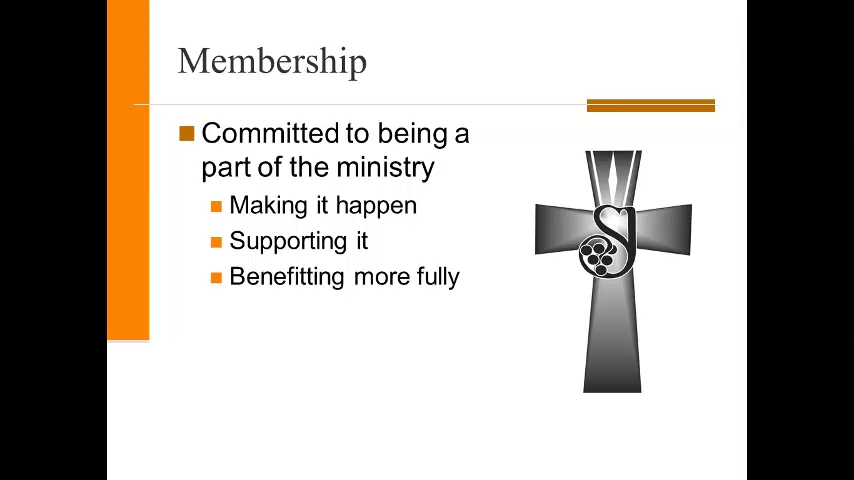 Membership
Committed to being a
part of the ministry
Making it happen
Supporting it
Benefitting more fully